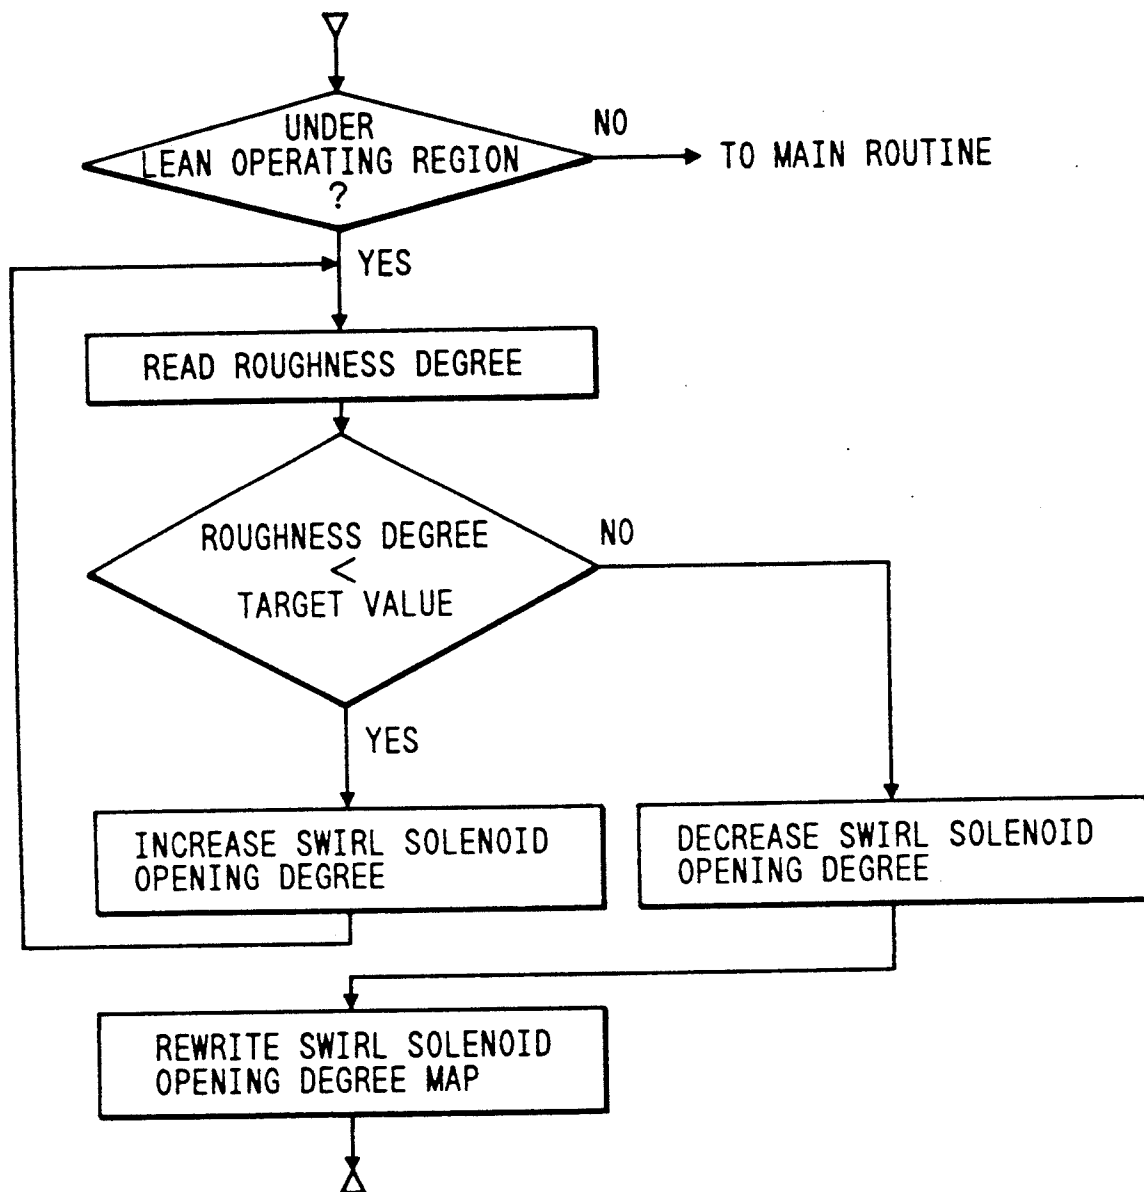 UNDER
LEAN OPERATING REGION
?
NO
TO MAIN ROUTINE
YES
READ ROUGHNESS DEGREE
ROUGHNESS DEGREE
<
TARGET VALUE
NO
YES
INCREASE SWIRL SOLENOID
OPENING DEGREE
DECREASE SWIRL SOLENOID
OPENING DEGREE
REWRITE SWIRL SOLENOID
OPENING DEGREE MAP